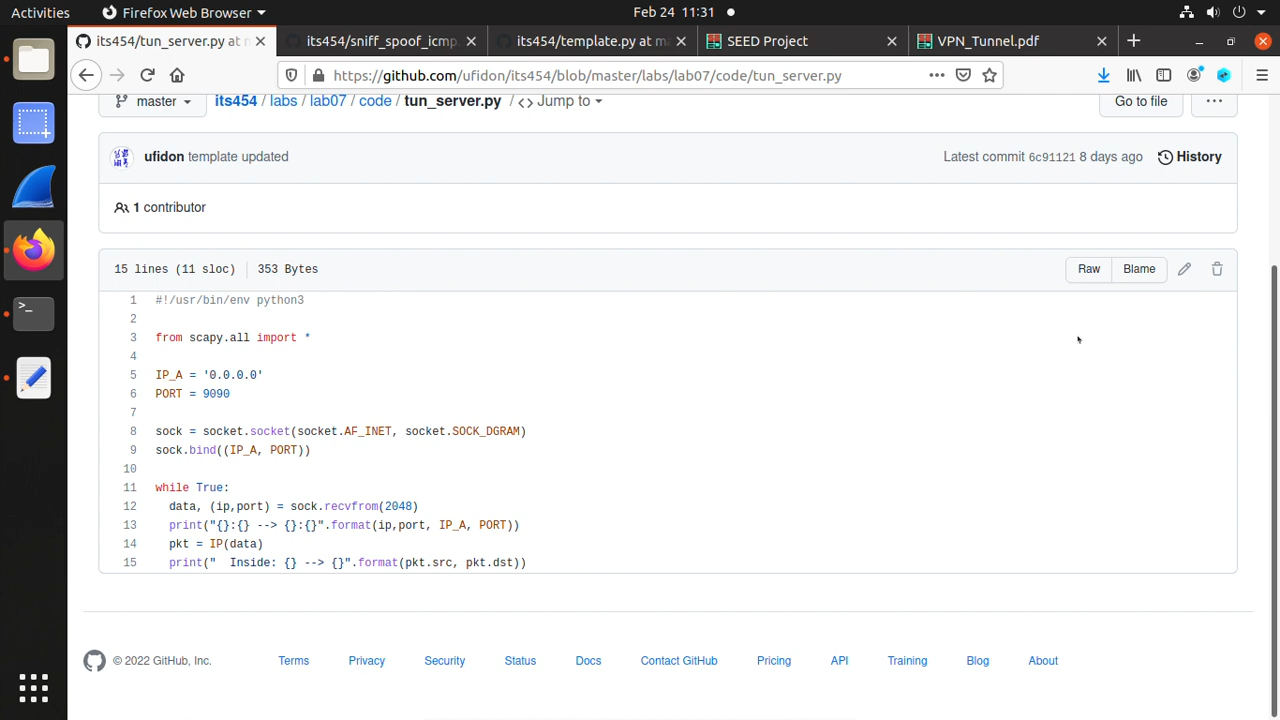 Activities
Firefox Web Browser
Feb 24 11:31
its454/tun_server.py at m
its454/sniff_spoof_icmp.
its454/template.py at ma
SEED Project
VPN_Tunnel.pdf
https://github.com/ufidon/its454/blob/master/labs/lab07/code/tun_server.py
master
its454 / labs / lab07 / code / tun_server.py / <> Jump to
Go to file
ufidon template updated
Latest commit 6c91121 8 days ago
History
1 contributor
15 lines (11 sloc)
353 Bytes
Raw
Blame
1 #!/usr/bin/env python3
2
3 from scapy.all import *
4
5 IP_A = '0.0.0.0'
6 PORT = 9090
7
8 sock = socket.socket(socket.AF_INET, socket.SOCK_DGRAM)
9 sock.bind((IP_A, PORT))
10
11 while True:
12   data, (ip,port) = sock.recvfrom(2048)
13   print("{}:{} --> {}:{}".format(ip,port, IP_A, PORT))
14   pkt = IP(data)
15   print("  Inside: {} --> {}".format(pkt.src, pkt.dst))
© 2022 GitHub, Inc.
Terms
Privacy
Security
Status
Docs
Contact GitHub
Pricing
API
Training
Blog
About